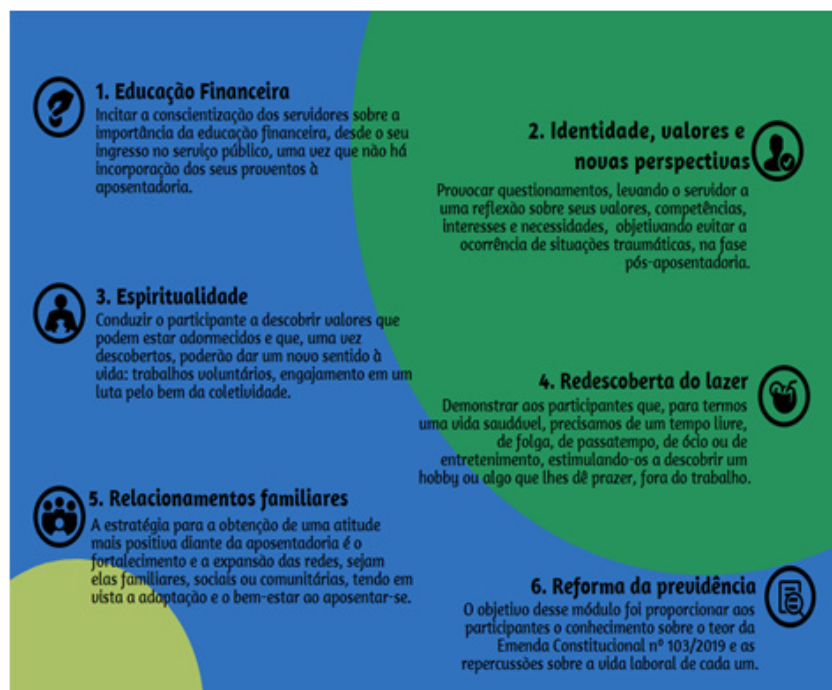 1. Educação Financeira
Incitar a conscientização dos servidores sobre a
importância da educação financeira, desde o seu
ingresso no serviço público, uma vez que não há
incorporação dos seus proventos à
aposentadoria.
2. Identidade, valores e
novas perspectivas
Provocar questionamentos, levando o servidor a
uma reflexão sobre seus valores, competências,
interesses e necessidades, objetivando evitar a
ocorrência de situações traumáticas, na fase
pós-aposentadoria.
3. Espiritualidade
Conduzir o participante a descobrir valores que
podem estar adormecidos e que, uma vez
descobertos, poderão dar um novo sentido à
vida: trabalhos voluntários, engajamento em um
luta pelo bem da coletividade.
4. Redescoberta do lazer
Demonstrar aos participantes que, para termos
uma vida saudável, precisamos de um tempo livre,
de folga, de passatempo, de ócio ou de
entretenimento, estimulando-os a descobrir um
hobby ou algo que lhes dê prazer, fora do trabalho.
5. Relacionamentos familiares
A estratégia para a obtenção de uma atitude
mais positiva diante da aposentadoria é o
fortalecimento e a expansão das redes, sejam
elas familiares, sociais ou comunitárias, tendo em
vista a adaptação e o bem-estar ao aposentar-se.
6. Reforma da previdência
O objetivo desse módulo foi proporcionar aos
participantes o conhecimento sobre o teor da
Emenda Constitucional nº 103/2019 e as
repercussões sobre a vida laboral de cada um.